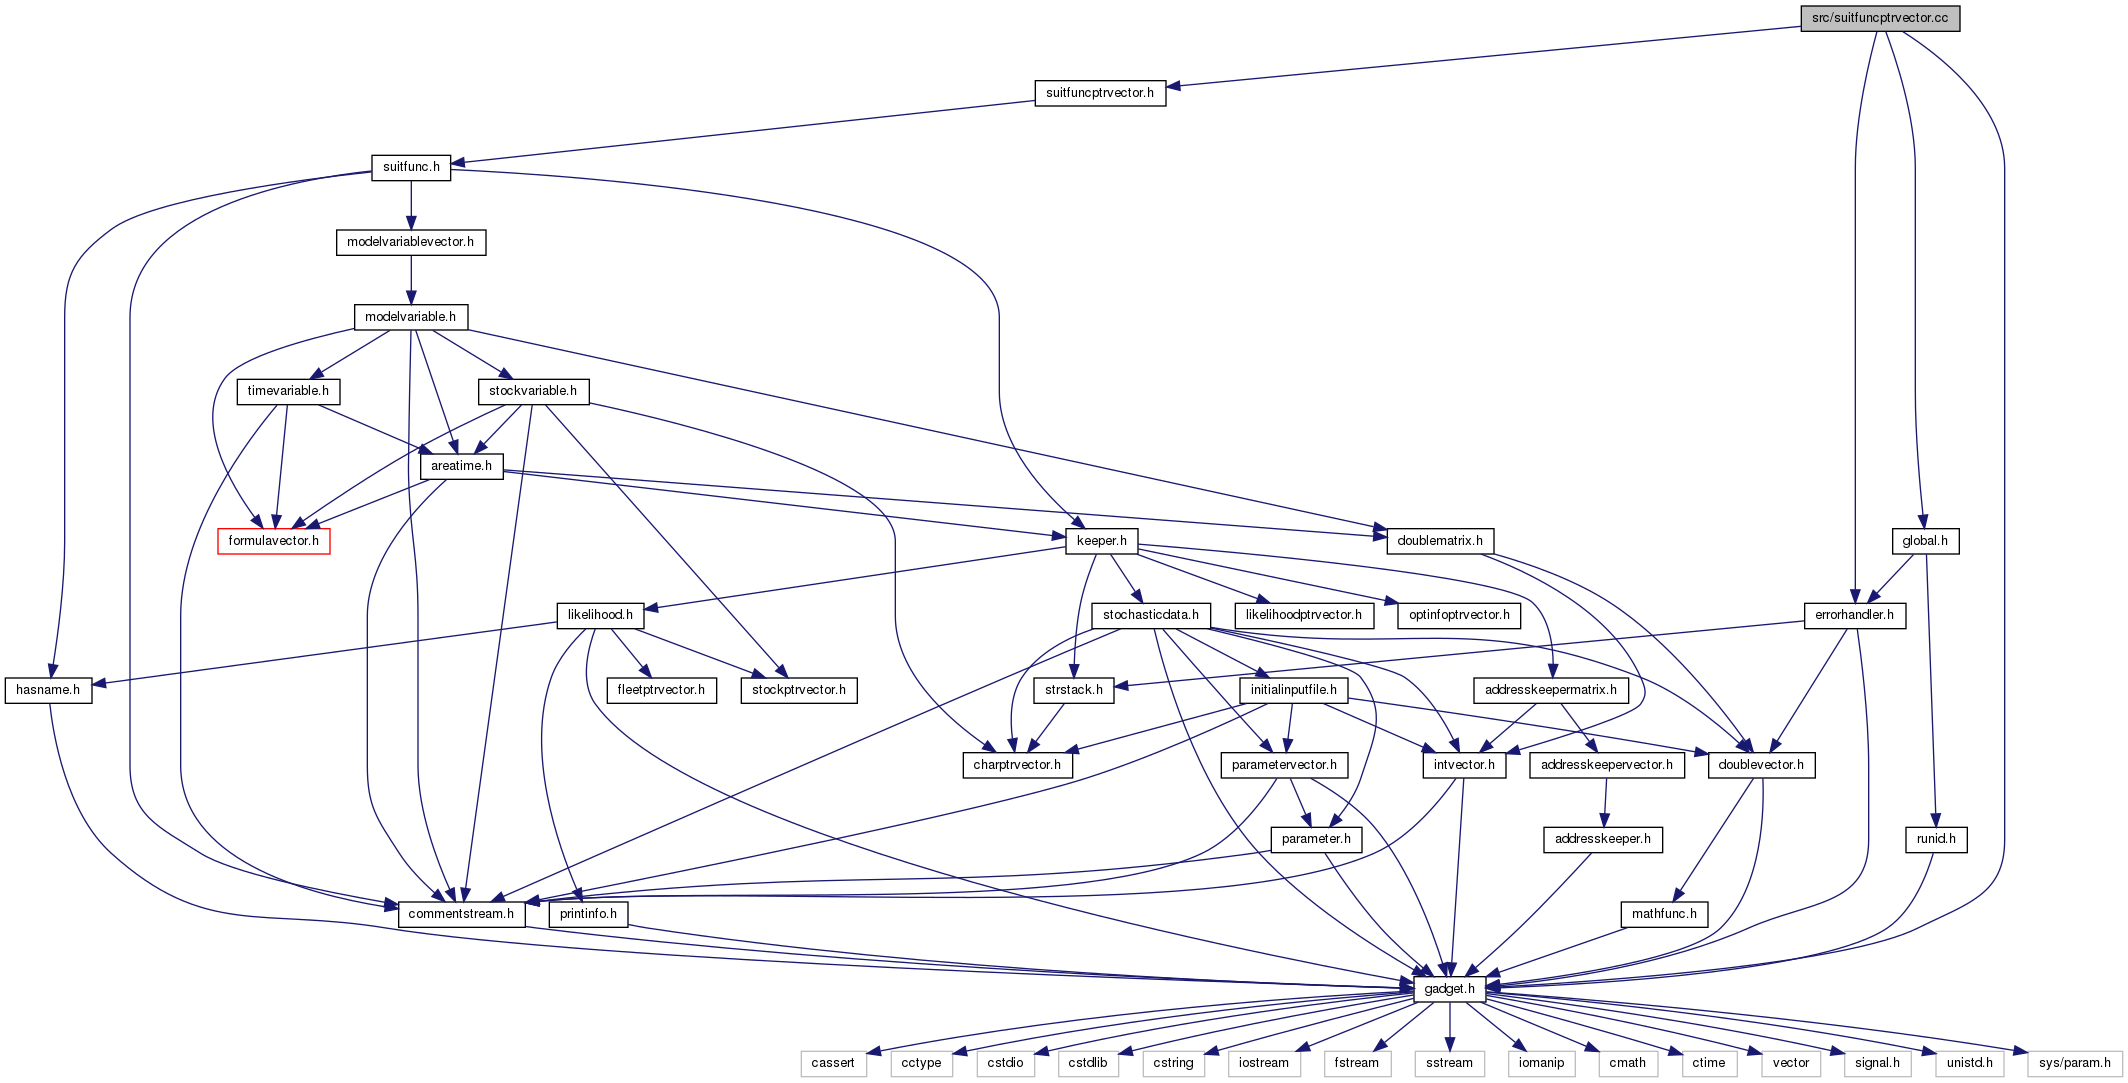 src/suitfuncptrvector.cc
suitfuncptrvector.h
suitfunc.h
modelvariablevector.h
modelvariable.h
timevariable.h
stockvariable.h
areatime.h
formulavector.h
keeper.h
doublematrix.h
global.h
likelihood.h
stochasticdata.h
likelihoodptrvector.h
optinfoptrvector.h
errorhandler.h
hasname.h
fleetptrvector.h
stockptrvector.h
strstack.h
initialinputfile.h
addresskeepermatrix.h
charptrvector.h
parametervector.h
intvector.h
addresskeepervector.h
doublevector.h
parameter.h
addresskeeper.h
runid.h
commentstream.h
printinfo.h
mathfunc.h
gadget.h
cassert
cctype
cstdio
cstdlib
cstring
iostream
fstream
sstream
iomanip
cmath
ctime
vector
signal.h
unistd.h
sys/param.h